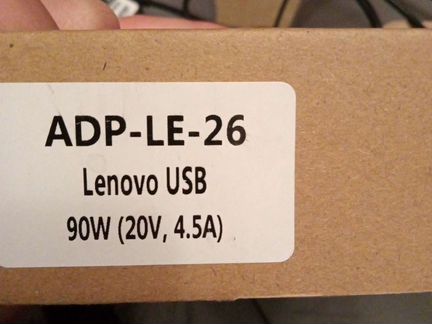 ADP-LE-26
Lenovo USB
90W (20V, 4.5A)